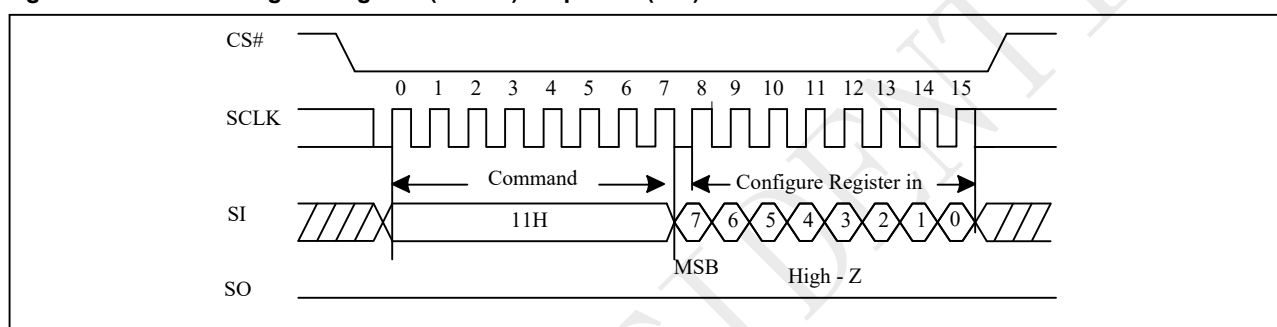 CS#
0 1 2 3 4 5 6 7 8 9 10 11 12 13 14 15
SCLK
Command Configure Register in
SI 11H 7 6 5 4 3 2 1 0
MSB High - Z
SO